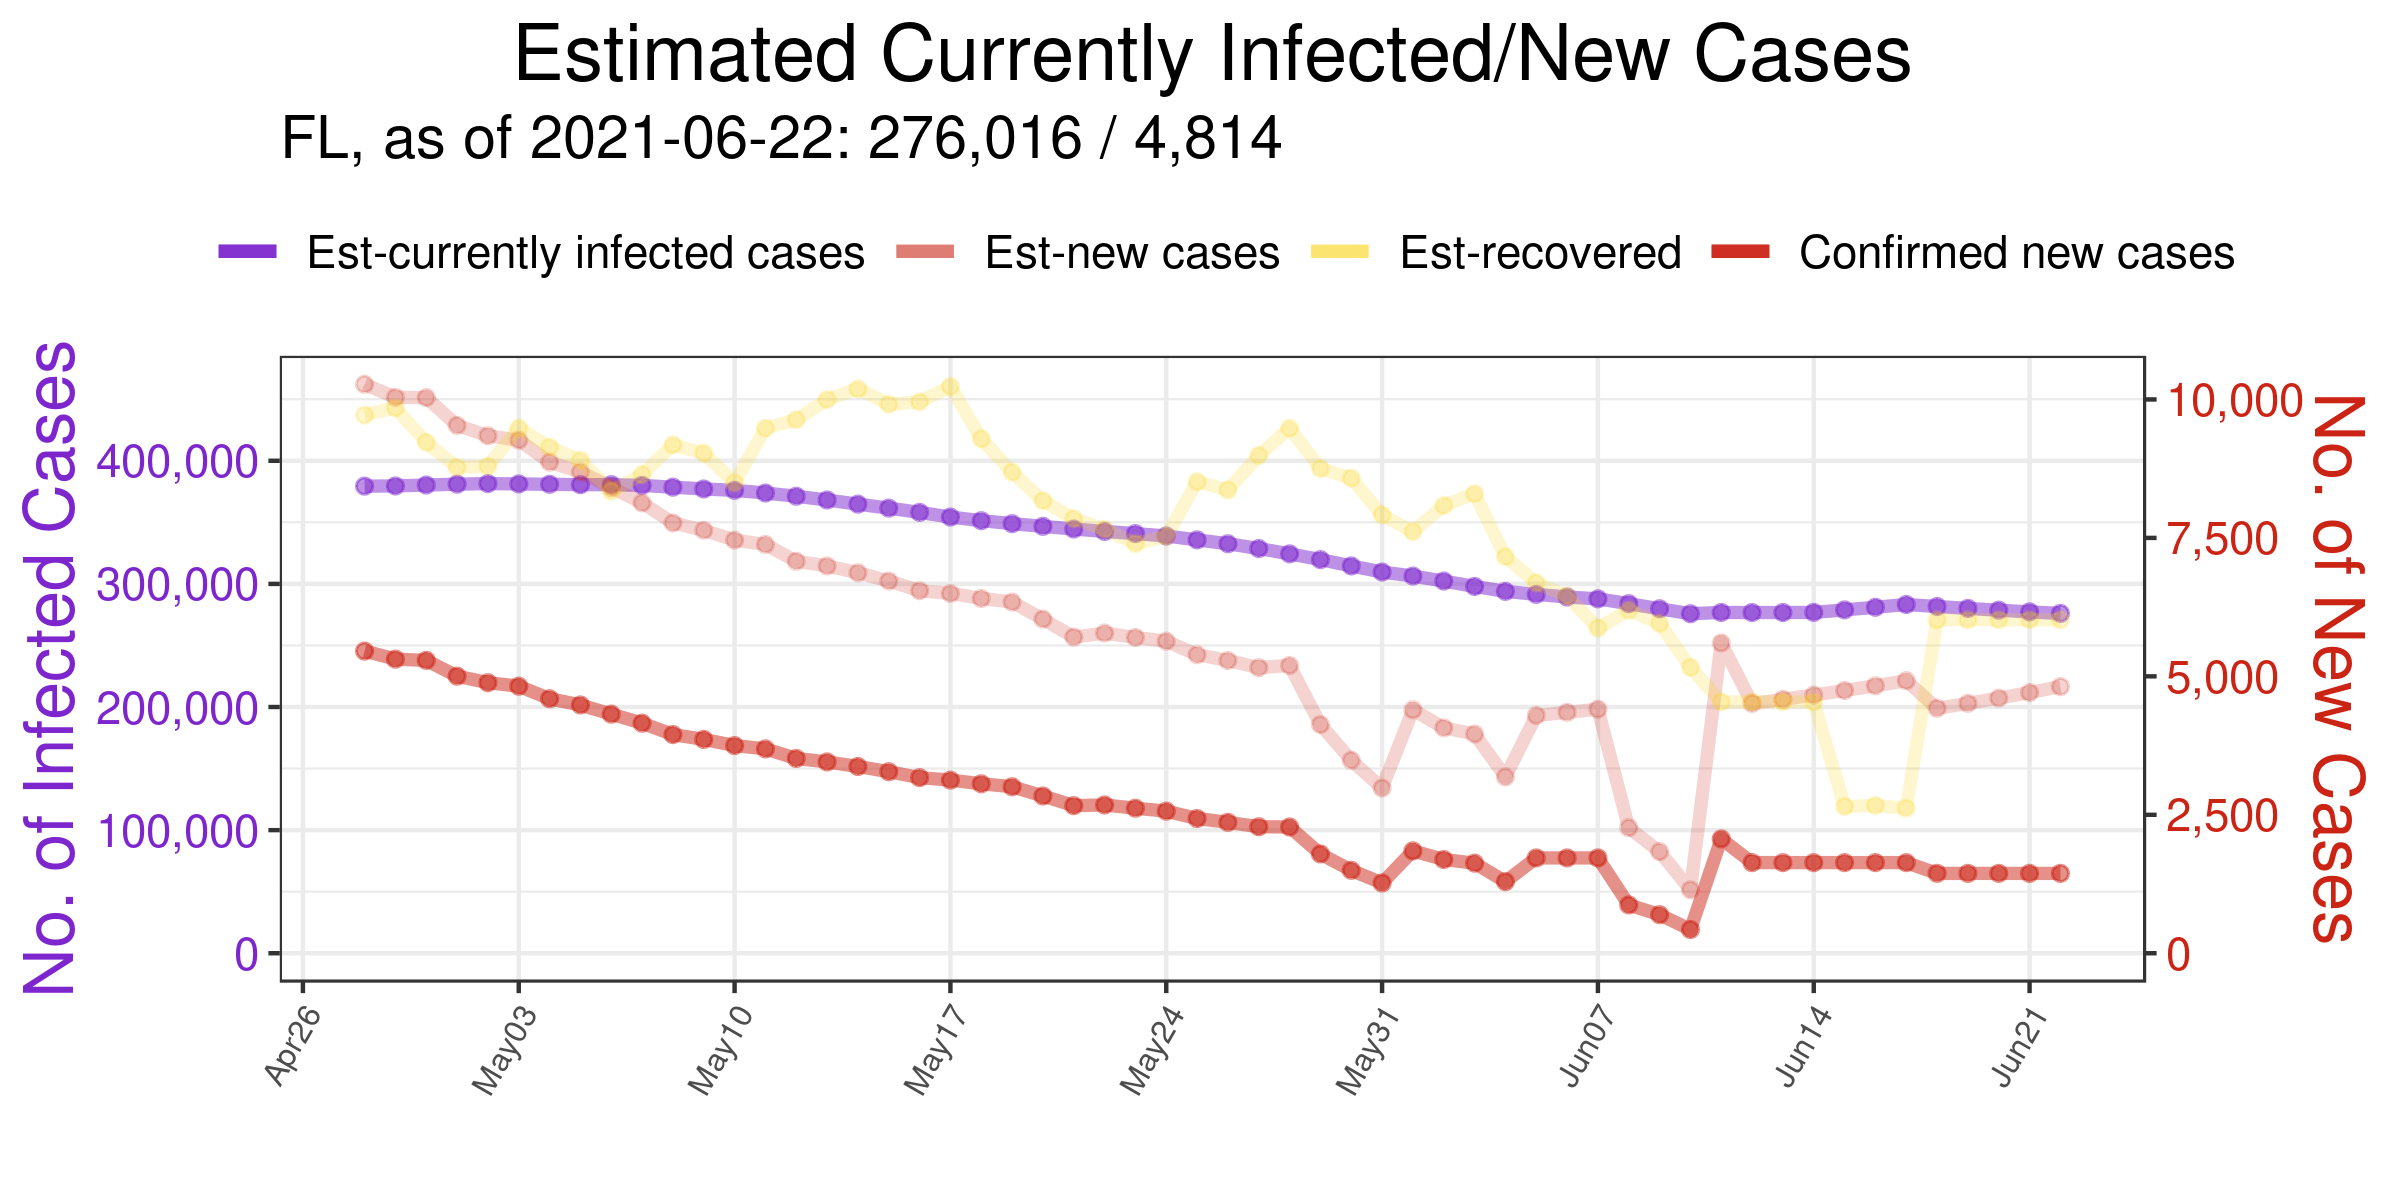 Estimated Currently Infected/New Cases
FL, as of 2021-06-22: 276,016 / 4,814
Est-currently infected cases Est-new cases Est-recovered Confirmed new cases
No. of Infected Cases
400,000
300,000
200,000
100,000
0
10,000
7,500
5,000
2,500
0
No. of New Cases
Apr26 May03 May10 May17 May24 May31 Jun07 Jun14 Jun21